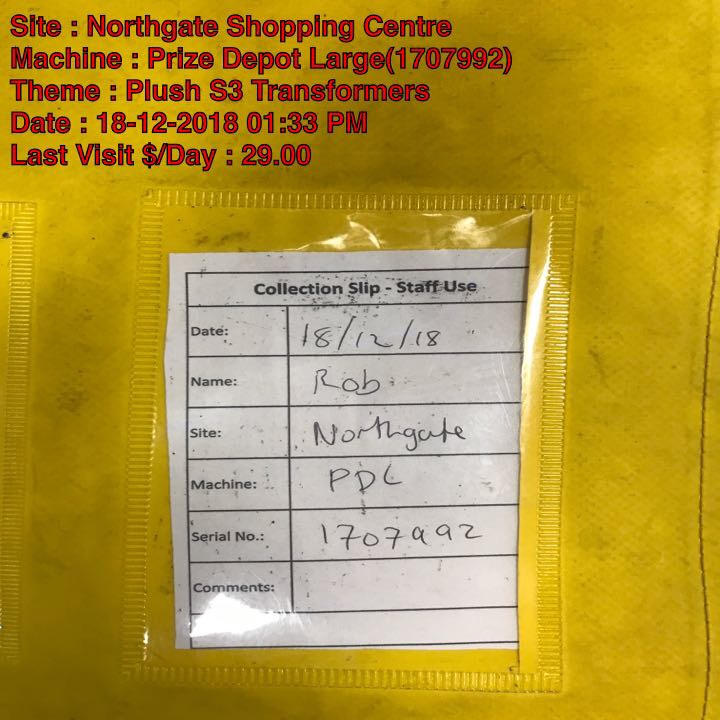 Site : Northgate Shopping Centre
Machine : Prize Depot Large(1707992)
Theme : Plush S3 Transformers
Date : 18-12-2018 01:33 PM
Last Visit $/Day : 29.00
Collection Slip - Staff Use
Date: 18/12/18
Name: Rob
Site: Northgate
Machine: PDL
Serial No.: 1707992
Comments: